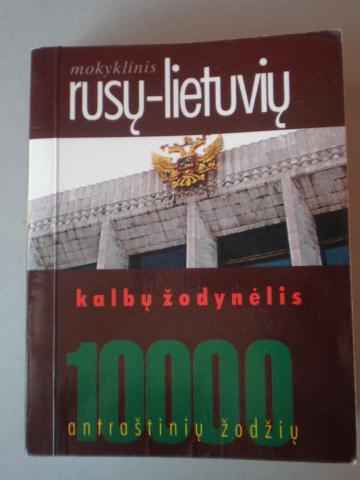 mokyklinis
rusų-lietuvių
kalbų žodynėlis
10000
antraštinių žodžių